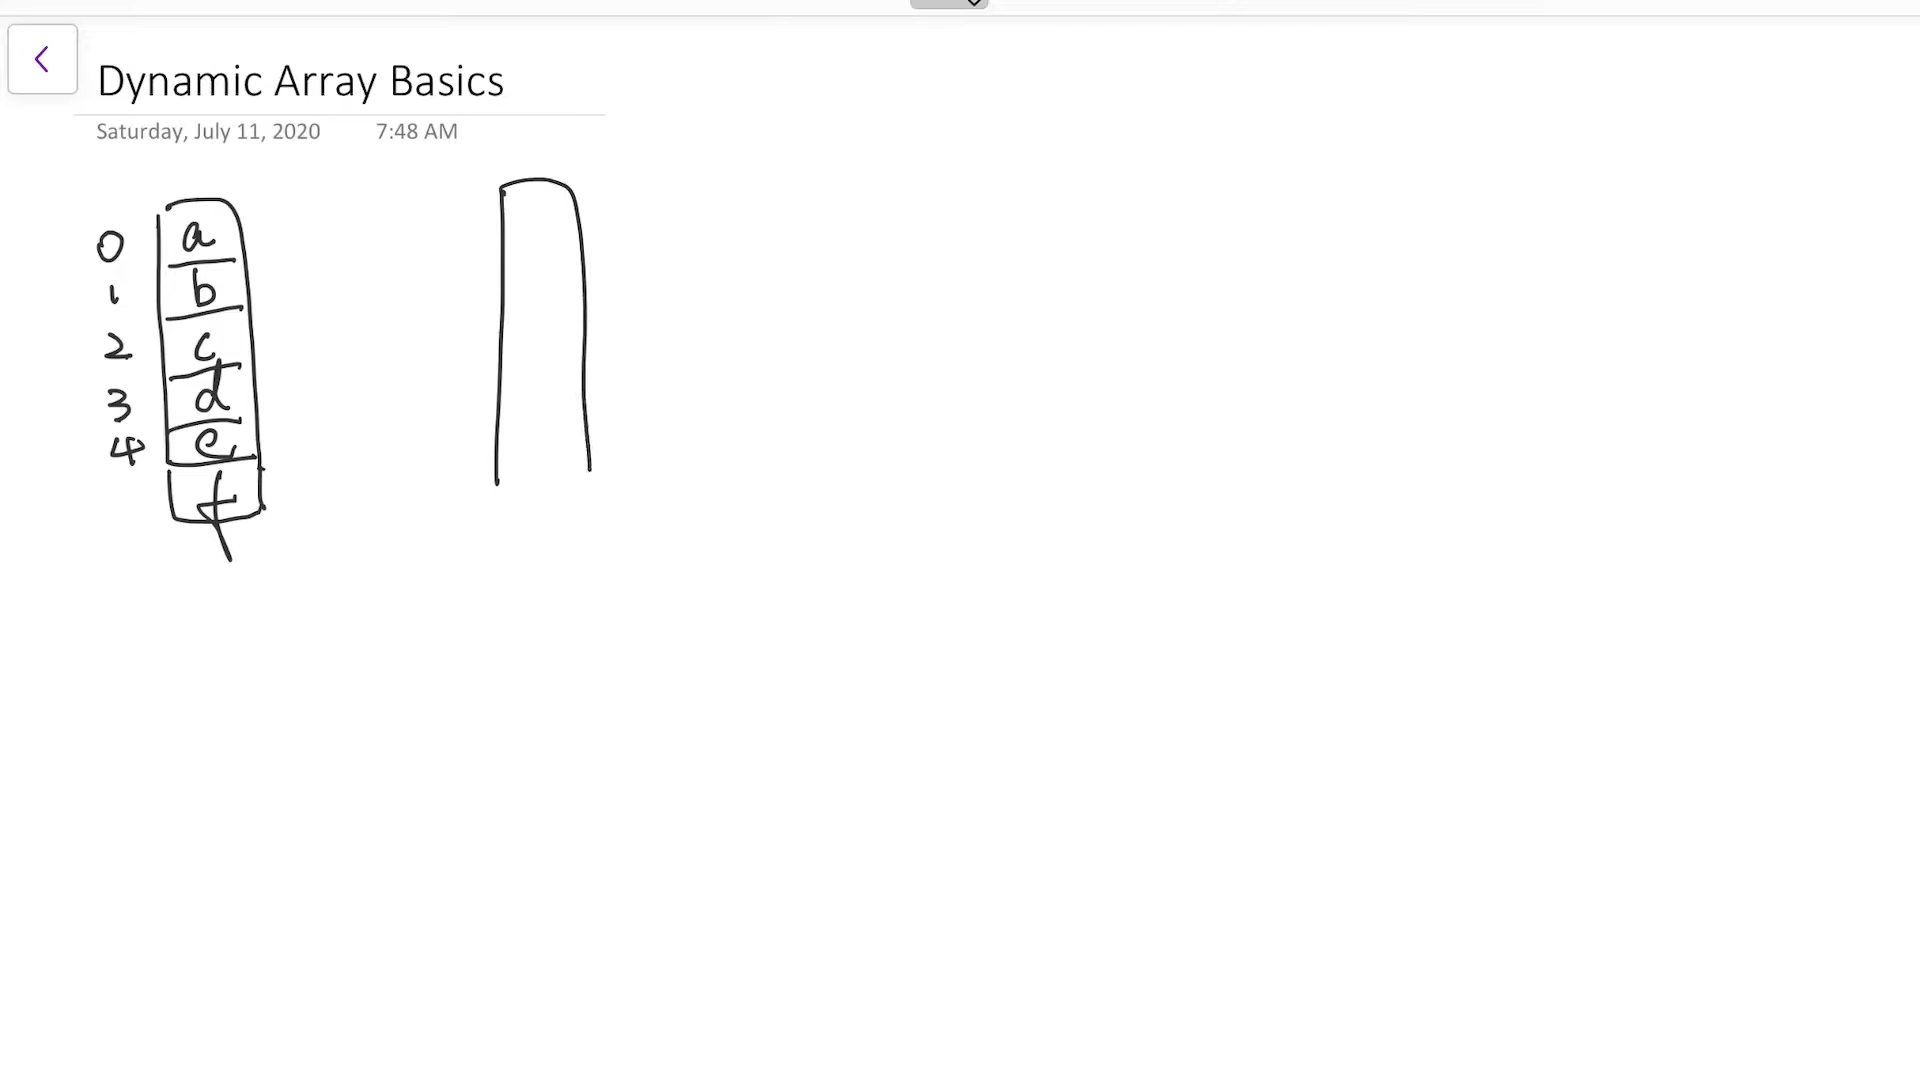 Dynamic Array Basics
Saturday, July 11, 2020 7:48 AM
0 a
1 b
2 c
3 d
4 e
f